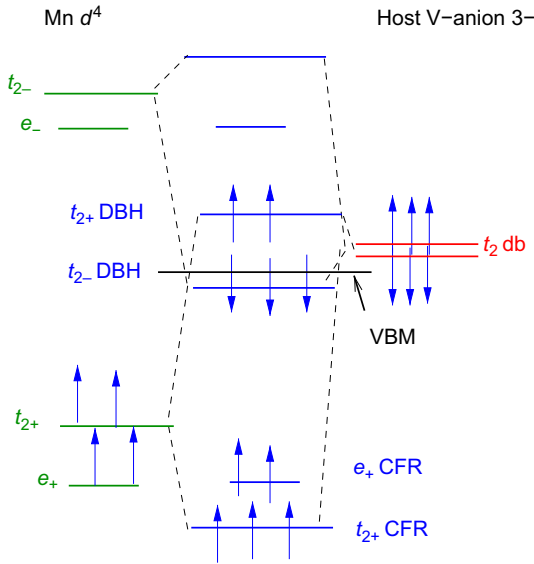 Mn d⁴
Host V−anion 3-
t₂₋
e₋
t₂₊ DBH
t₂ db
t₂₋ DBH
VBM
t₂₊
e₊ CFR
e₊
t₂₊ CFR